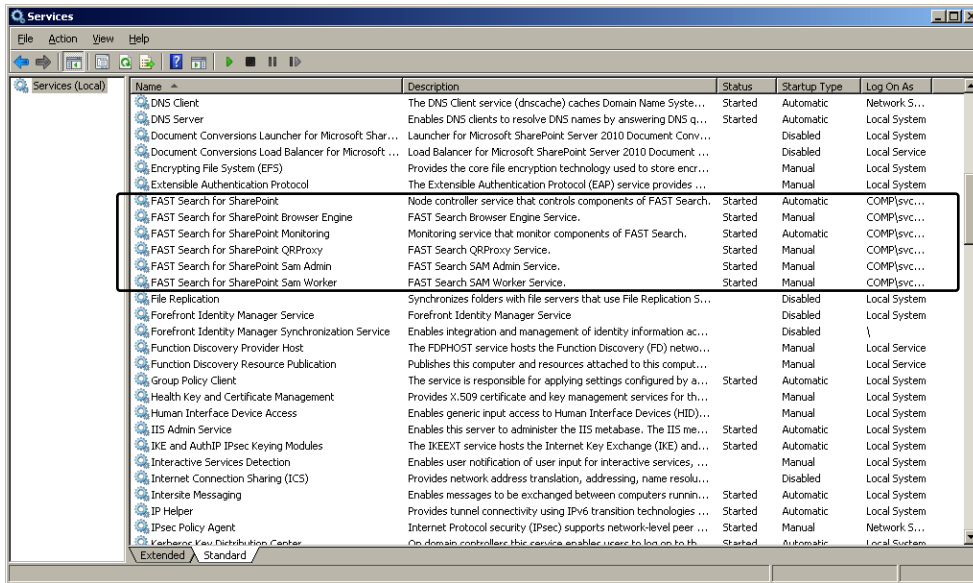 Services
File Action View Help
Services (Local)
Name Description Status Startup Type Log On As
DNS Client The DNS Client service (dnscache) caches Domain Name Syste... Started Automatic Network S...
DNS Server Enables DNS clients to resolve DNS names by answering DNS q... Started Automatic Local System
Document Conversions Launcher for Microsoft Shar... Launcher for Microsoft SharePoint Server 2010 Document Conv... Disabled Local System
Document Conversions Load Balancer for Microsoft ... Load Balancer for Microsoft SharePoint Server 2010 Document ... Disabled Local Service
Encrypting File System (EFS) Provides the core file encryption technology used to store encr... Manual Local System
Extensible Authentication Protocol The Extensible Authentication Protocol (EAP) service provides ... Manual Local System
FAST Search for SharePoint Node controller service that controls components of FAST Search. Started Automatic COMP\svc...
FAST Search for SharePoint Browser Engine FAST Search Browser Engine Service. Started Manual COMP\svc...
FAST Search for SharePoint Monitoring Monitoring service that monitor components of FAST Search. Started Automatic COMP\svc...
FAST Search for SharePoint QRProxy FAST Search QRProxy Service. Started Manual COMP\svc...
FAST Search for SharePoint Sam Admin FAST Search SAM Admin Service. Started Manual COMP\svc...
FAST Search for SharePoint Sam Worker FAST Search SAM Worker Service. Started Manual COMP\svc...
File Replication Synchronizes folders with file servers that use File Replication S... Disabled Local System
Forefront Identity Manager Service Forefront Identity Manager Service Disabled Local System
Forefront Identity Manager Synchronization Service Enables integration and management of identity information ac... Disabled \
Function Discovery Provider Host The FDPHOST service hosts the Function Discovery (FD) netwo... Manual Local Service
Function Discovery Resource Publication Publishes this computer and resources attached to this comput... Manual Local Service
Group Policy Client The service is responsible for applying settings configured by a... Started Automatic Local System
Health Key and Certificate Management Provides X.509 certificate and key management services for th... Manual Local System
Human Interface Device Access Enables generic input access to Human Interface Devices (HID)... Manual Local System
IIS Admin Service Enables this server to administer the IIS metabase. The IIS me... Started Automatic Local System
IKE and AuthIP IPsec Keying Modules The IKEEXT service hosts the Internet Key Exchange (IKE) and... Started Automatic Local System
Interactive Services Detection Enables user notification of user input for interactive services, ... Manual Local System
Internet Connection Sharing (ICS) Provides network address translation, addressing, name resolu... Disabled Local System
Intersite Messaging Enables messages to be exchanged between computers runnin... Started Automatic Local System
IP Helper Provides tunnel connectivity using IPv6 transition technologies ... Started Automatic Local System
IPsec Policy Agent Internet Protocol security (IPsec) supports network-level peer ... Started Manual Network S...
Kerberos Key Distribution Center On domain controllers this service enables users to log on to th... Started Automatic Local System
Extended Standard